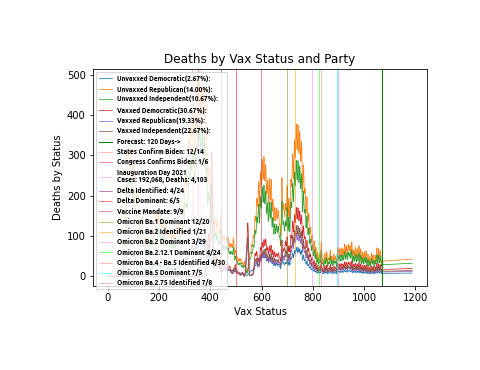 Deaths by Vax Status and Party
Deaths by Status
500
400
300
200
100
0
Unvaxxed Democratic(2.67%):
Unvaxxed Republican(14.00%):
Unvaxxed Independent(10.67%):
Vaxxed Democratic(30.67%):
Vaxxed Republican(19.33%):
Vaxxed Independent(22.67%):
Forecast: 120 Days->
States Confirm Biden: 12/14
Congress Confirms Biden: 1/6
Inauguration Day 2021
Cases: 192,068, Deaths: 4,103
Delta Identified: 4/24
Delta Dominant: 6/5
Vaccine Mandate: 9/9
Omicron Ba.1 Dominant 12/20
Omicron Ba.2 Identified 1/21
Omicron Ba.2 Dominant 3/29
Omicron Ba.2.12.1 Dominant 4/24
Omicron Ba.4 - Ba.5 Identified 4/30
Omicron Ba.5 Dominant 7/5
Omicron Ba.2.75 Identified 7/8
0 200 400 600 800 1000 1200
Vax Status